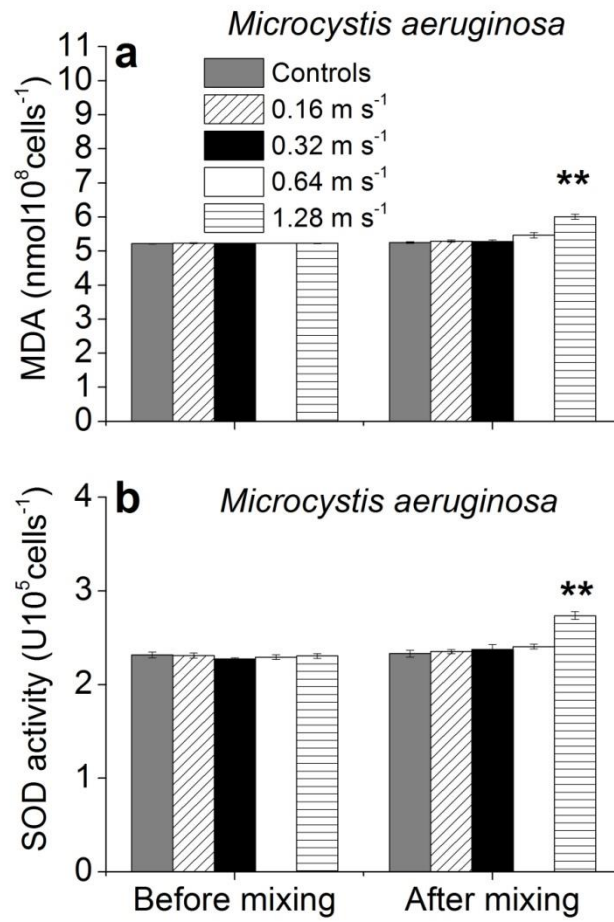 Microcystis aeruginosa
a
11
10
9
8
7
6
5
4
3
2
1
0
MDA (nmol10⁸cells⁻¹)
Controls
0.16 m s⁻¹
0.32 m s⁻¹
0.64 m s⁻¹
1.28 m s⁻¹
**
b
Microcystis aeruginosa
4
3
2
1
0
SOD activity (U10⁵cells⁻¹)
**
Before mixing
After mixing